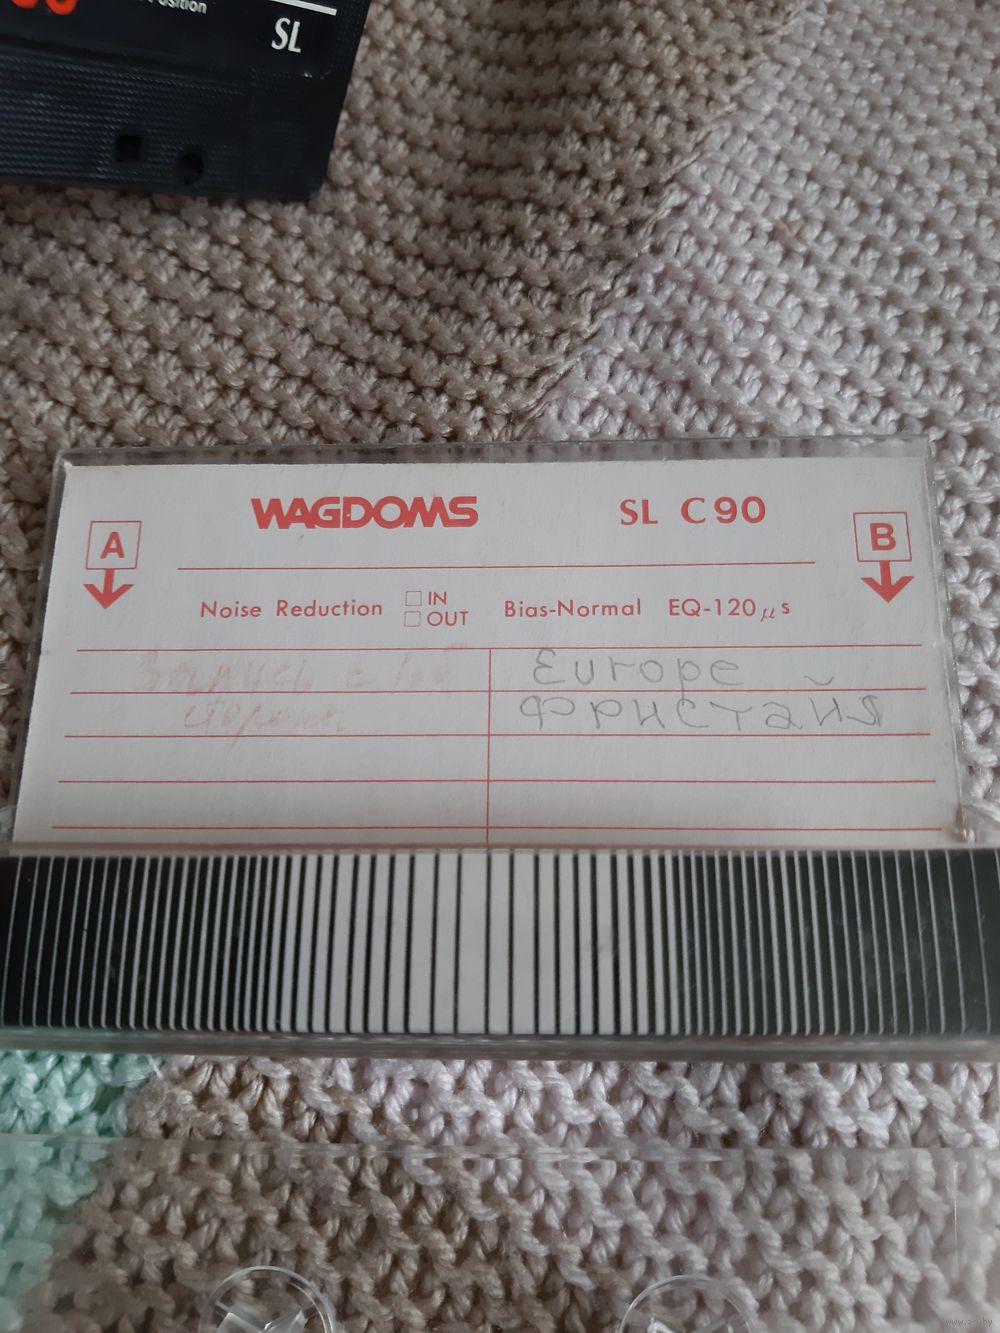 SL
WAGDOMS SL C90
A
B
Noise Reduction IN OUT Bias-Normal EQ-120μs
Запись с 1ой
стороны
Europe
Фристайл